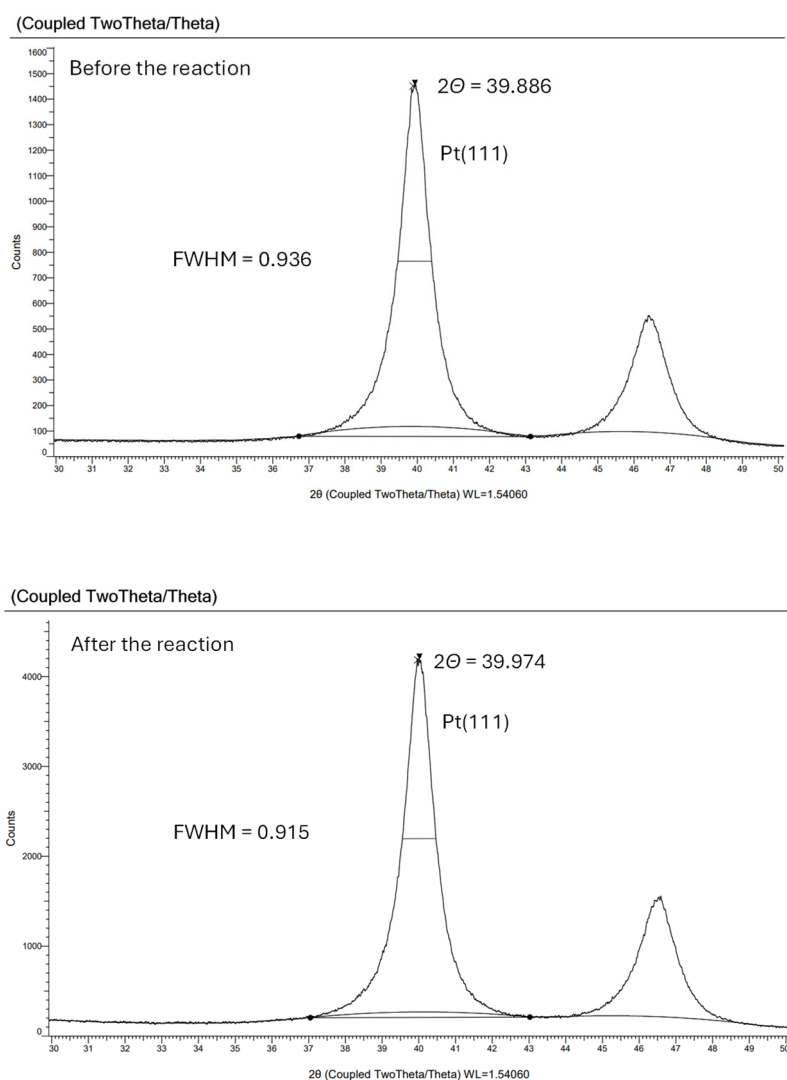 (Coupled TwoTheta/Theta)
1600
Before the reaction
1500
2Θ = 39.886
1400
1300
1200
Pt(111)
1100
1000
900
Counts
800
FWHM = 0.936
700
600
500
400
300
200
100
0
30 31 32 33 34 35 36 37 38 39 40 41 42 43 44 45 46 47 48 49 50
2θ (Coupled TwoTheta/Theta) WL=1.54060
(Coupled TwoTheta/Theta)
After the reaction
2Θ = 39.974
4000
Pt(111)
3000
Counts
FWHM = 0.915
2000
1000
0
30 31 32 33 34 35 36 37 38 39 40 41 42 43 44 45 46 47 48 49 50
2θ (Coupled TwoTheta/Theta) WL=1.54060